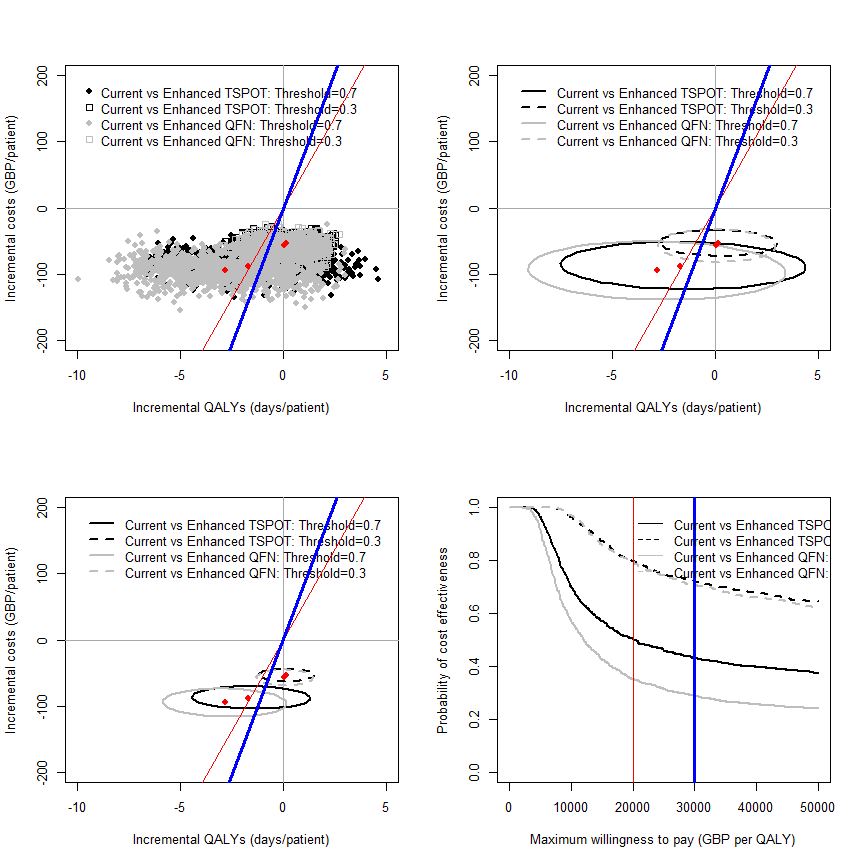 200
100
0
-100
-200
Incremental costs (GBP/patient)
Current vs Enhanced TSPOT: Threshold=0.7
Current vs Enhanced TSPOT: Threshold=0.3
Current vs Enhanced QFN: Threshold=0.7
Current vs Enhanced QFN: Threshold=0.3
-10
-5
0
5
Incremental QALYs (days/patient)
200
100
0
-100
-200
Incremental costs (GBP/patient)
Current vs Enhanced TSPOT: Threshold=0.7
Current vs Enhanced TSPOT: Threshold=0.3
Current vs Enhanced QFN: Threshold=0.7
Current vs Enhanced QFN: Threshold=0.3
-10
-5
0
5
Incremental QALYs (days/patient)
200
100
0
-100
-200
Incremental costs (GBP/patient)
Current vs Enhanced TSPOT: Threshold=0.7
Current vs Enhanced TSPOT: Threshold=0.3
Current vs Enhanced QFN: Threshold=0.7
Current vs Enhanced QFN: Threshold=0.3
-10
-5
0
5
Incremental QALYs (days/patient)
1.0
0.8
0.6
0.4
0.2
0.0
Probability of cost effectiveness
Current vs Enhanced TSPO
Current vs Enhanced TSPO
Current vs Enhanced QFN:
Current vs Enhanced QFN:
0
10000
20000
30000
40000
50000
Maximum willingness to pay (GBP per QALY)